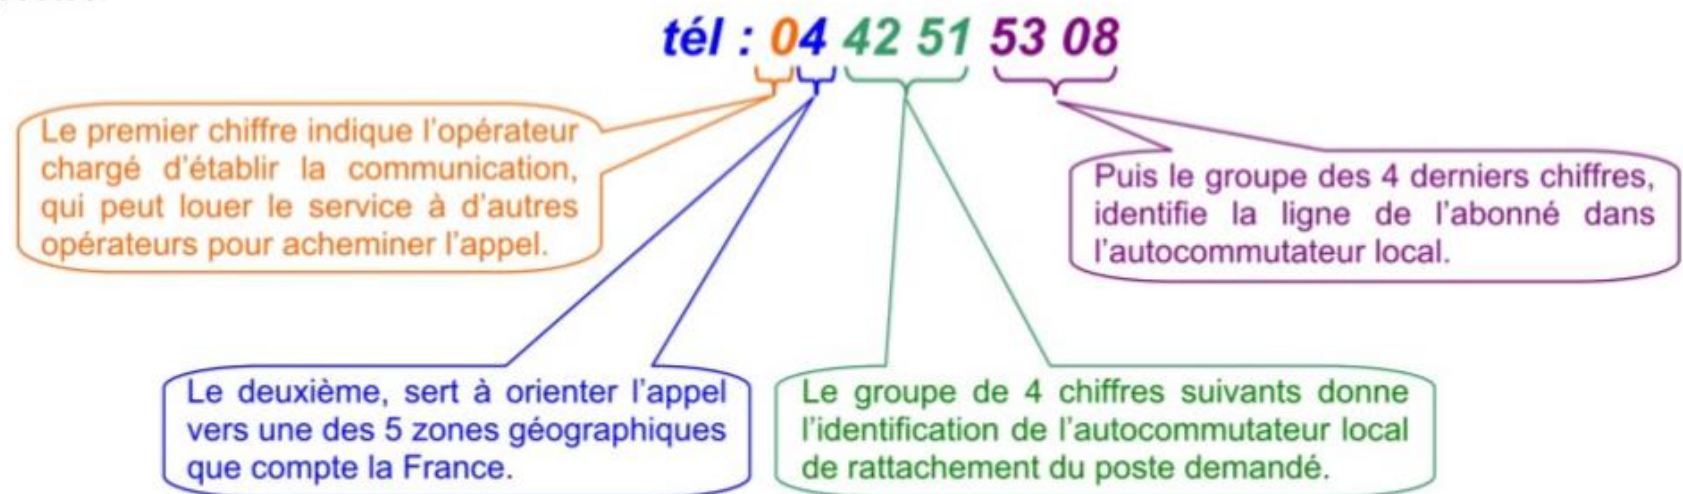 tél : 04 42 51 53 08
Le premier chiffre indique l'opérateur
chargé d'établir la communication,
qui peut louer le service à d'autres
opérateurs pour acheminer l'appel.
Puis le groupe des 4 derniers chiffres,
identifie la ligne de l'abonné dans
l'autocommutateur local.
Le deuxième, sert à orienter l'appel
vers une des 5 zones géographiques
que compte la France.
Le groupe de 4 chiffres suivants donne
l'identification de l'autocommutateur local
de rattachement du poste demandé.